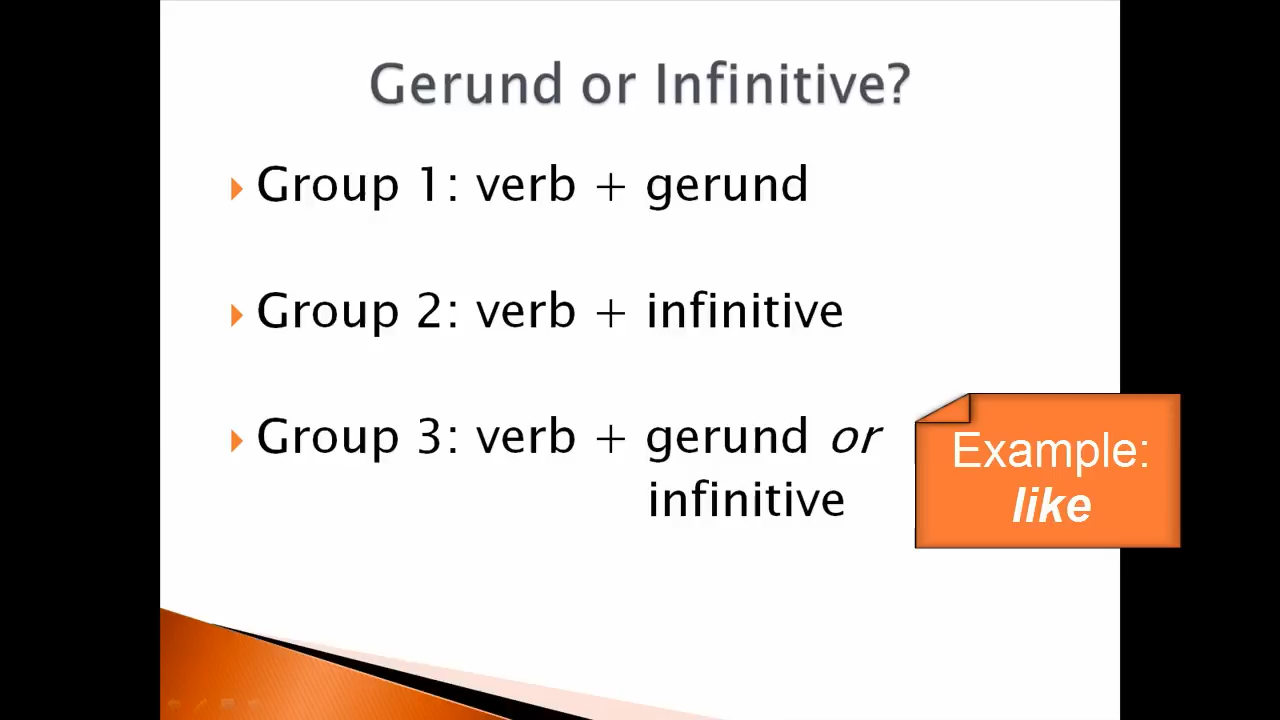 Gerund or Infinitive?
Group 1: verb + gerund
Group 2: verb + infinitive
Group 3: verb + gerund or
infinitive
Example:
like